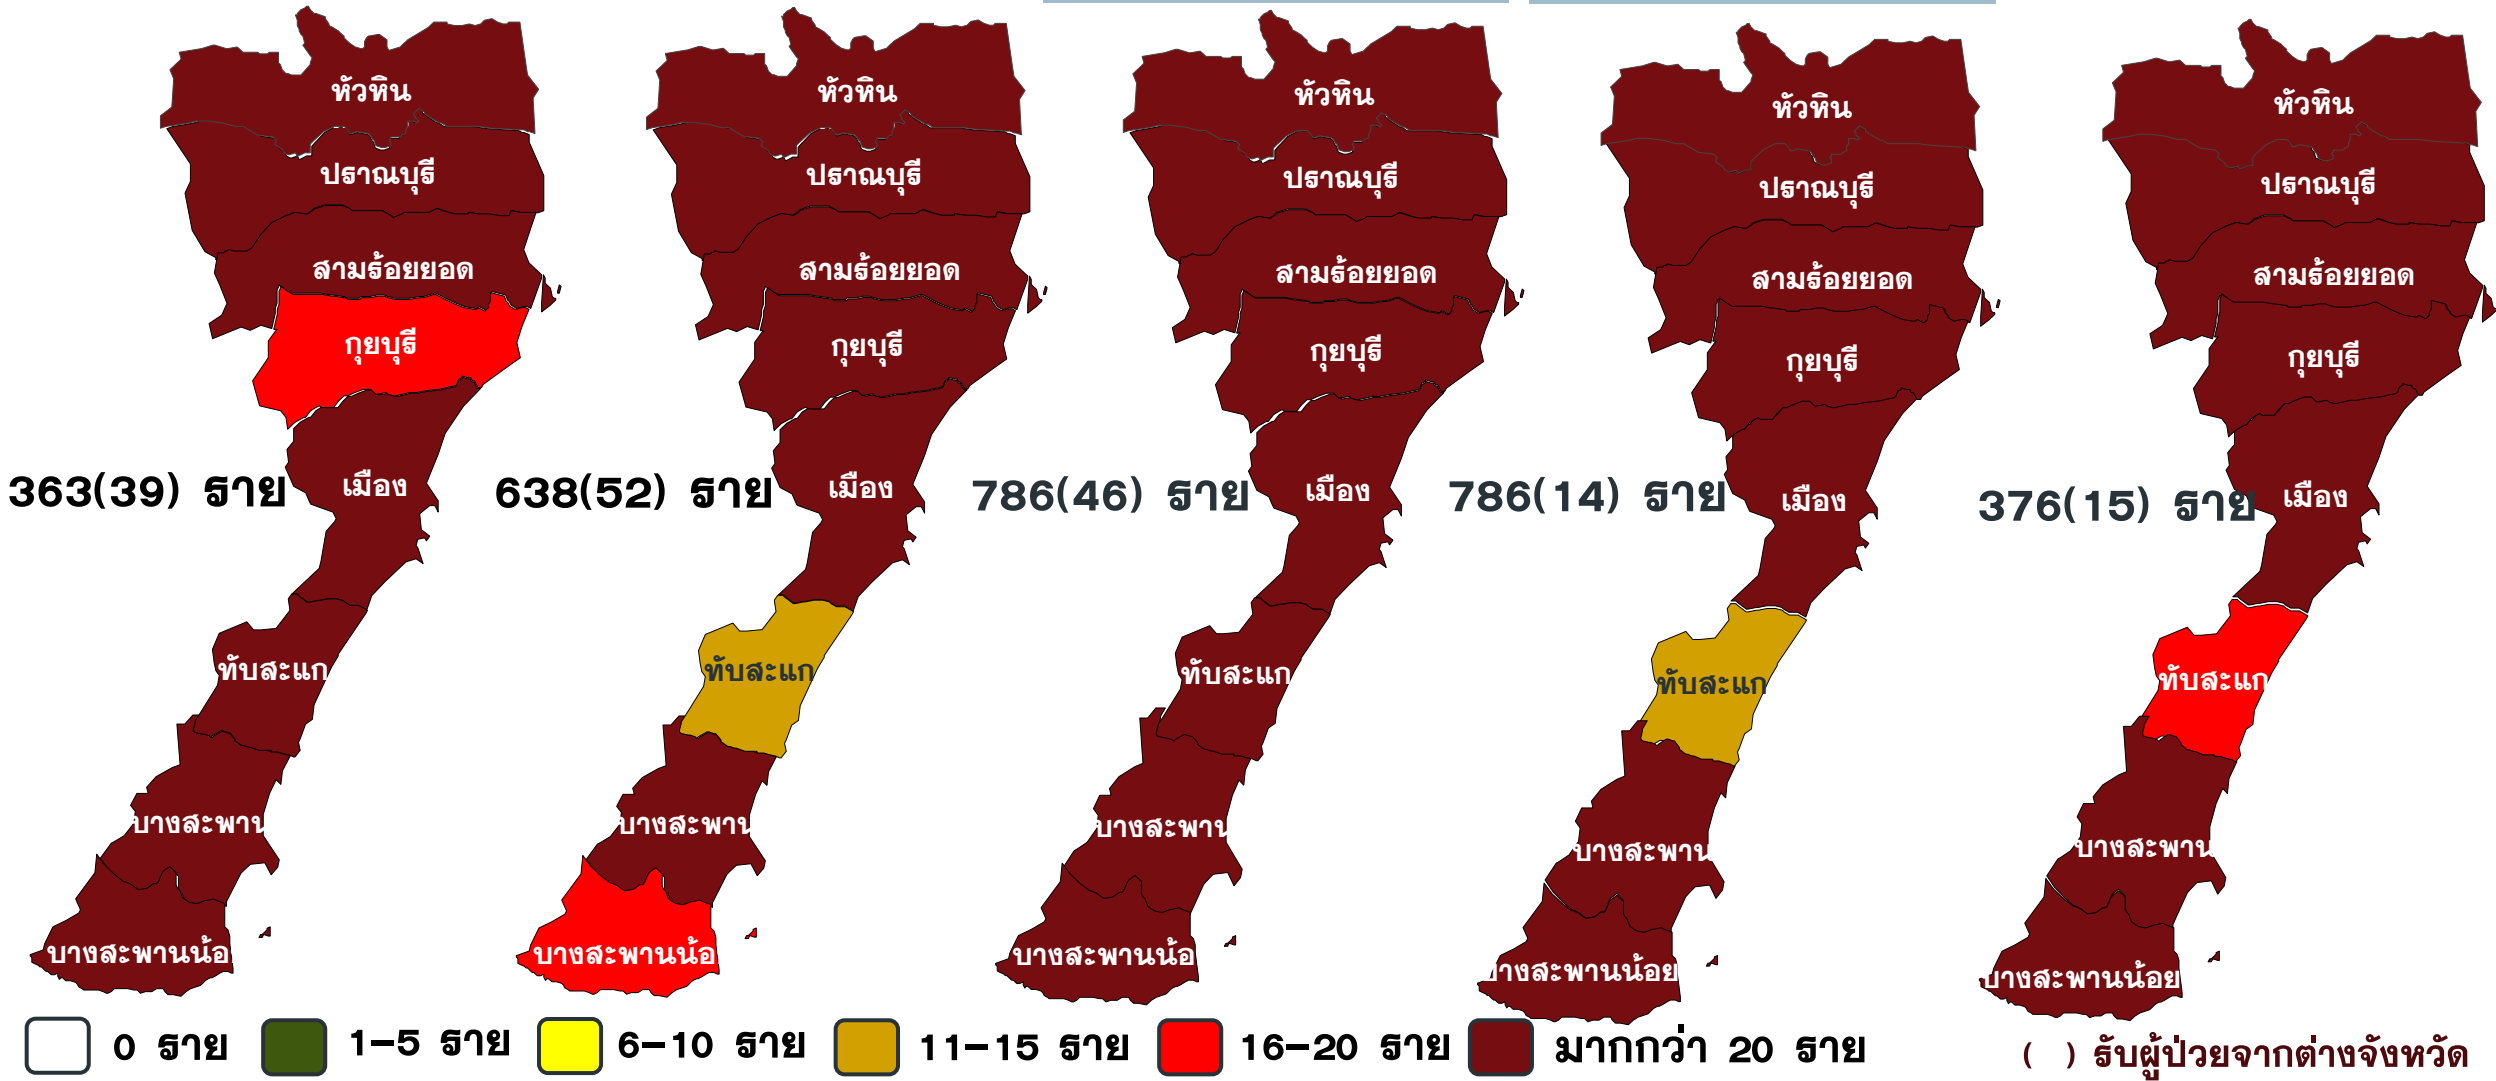 หัวหิน
ปราณบุรี
สามร้อยยอด
กุยบุรี
363(39) ราย
เมือง
ทับสะแก
บางสะพาน
บางสะพานน้อ
หัวหิน
ปราณบุรี
สามร้อยยอด
กุยบุรี
638(52) ราย
เมือง
ทับสะแก
บางสะพาน
บางสะพานน้อ
หัวหิน
ปราณบุรี
สามร้อยยอด
กุยบุรี
786(46) ราย
เมือง
ทับสะแก
บางสะพาน
บางสะพานน้อ
หัวหิน
ปราณบุรี
สามร้อยยอด
กุยบุรี
786(14) ราย
เมือง
ทับสะแก
บางสะพาน
บางสะพานน้อย
หัวหิน
ปราณบุรี
สามร้อยยอด
กุยบุรี
376(15) ราย
เมือง
ทับสะแก
บางสะพาน
บางสะพานน้อย
0 ราย
1-5 ราย
6-10 ราย
11-15 ราย
16-20 ราย
มากกว่า 20 ราย
( ) รับผู้ป่วยจากต่างจังหวัด